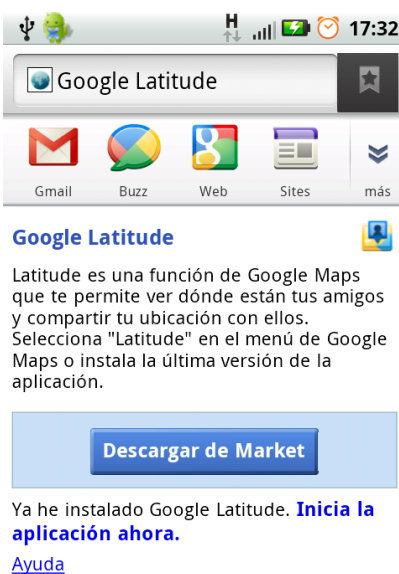 H 17:32
Google Latitude
Gmail Buzz Web Sites más
Google Latitude
Latitude es una función de Google Maps
que te permite ver dónde están tus amigos
y compartir tu ubicación con ellos.
Selecciona "Latitude" en el menú de Google
Maps o instala la última versión de la
aplicación.
Descargar de Market
Ya he instalado Google Latitude. Inicia la
aplicación ahora.
Ayuda